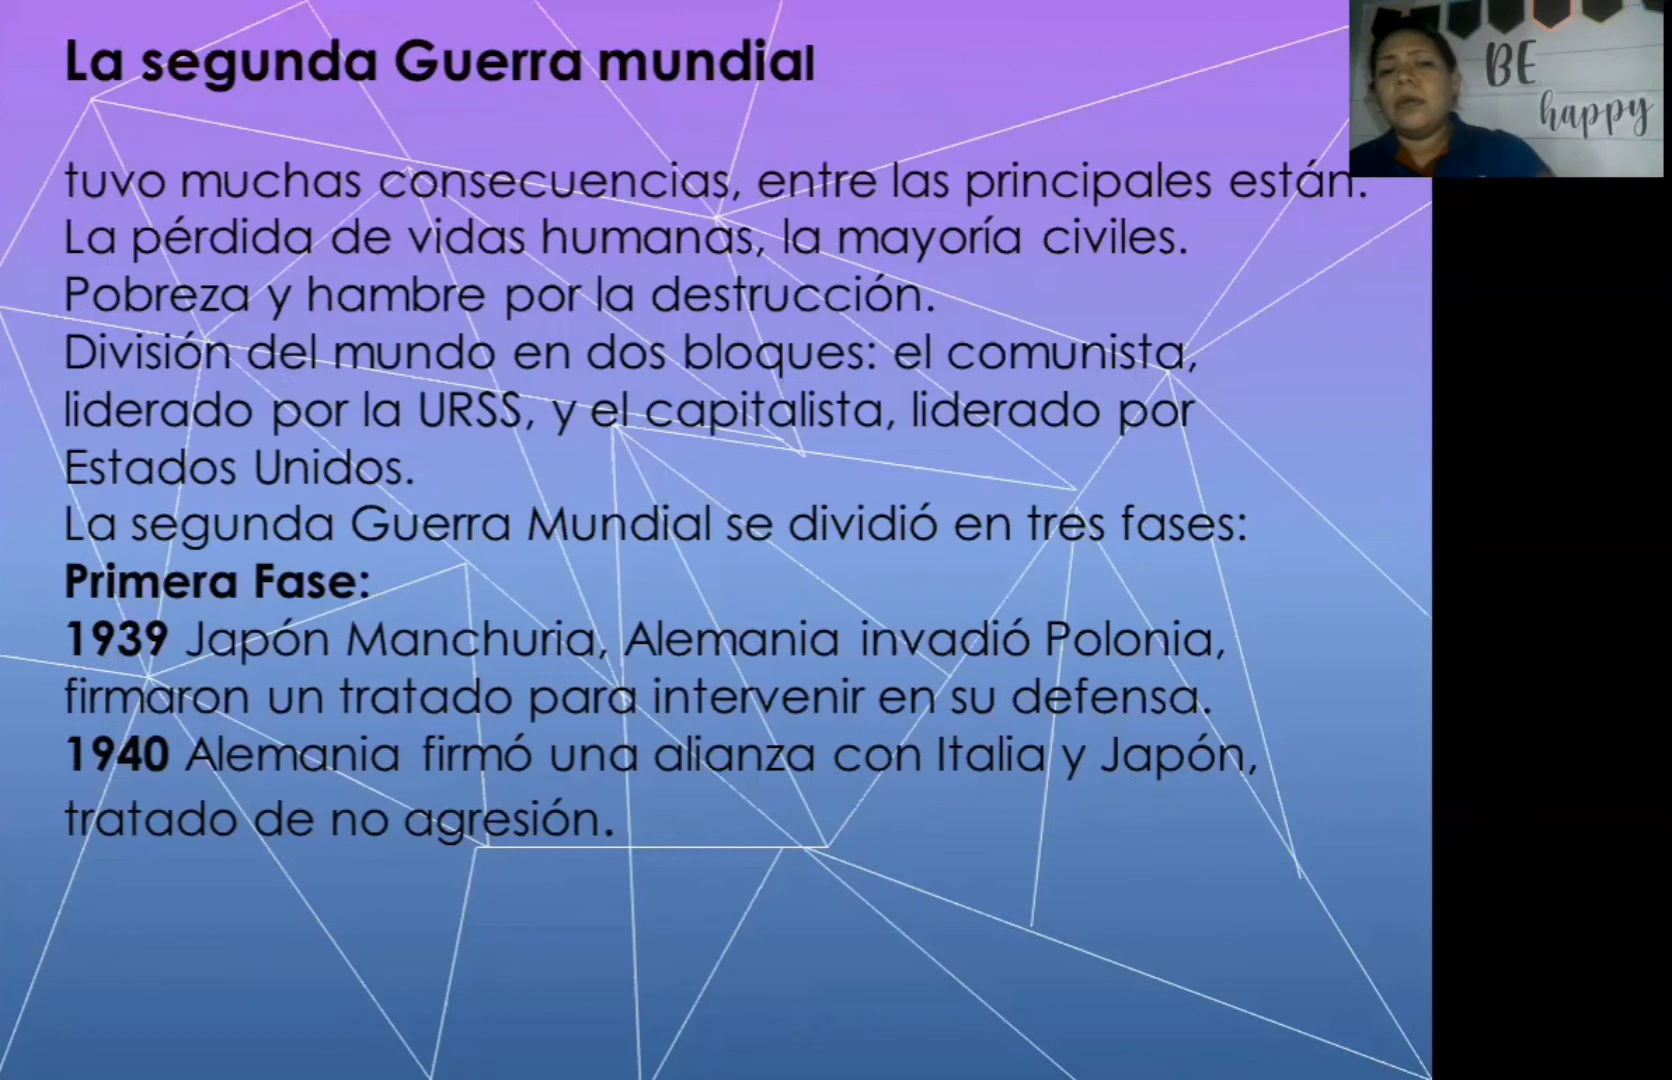 La segunda Guerra mundial
tuvo muchas consecuencias, entre las principales están.
La pérdida de vidas humanas, la mayoría civiles.
Pobreza y hambre por la destrucción.
División del mundo en dos bloques: el comunista,
liderado por la URSS, y el capitalista, liderado por
Estados Unidos.
La segunda Guerra Mundial se dividió en tres fases:
Primera Fase:
1939 Japón Manchuria, Alemania invadió Polonia,
firmaron un tratado para intervenir en su defensa.
1940 Alemania firmó una alianza con Italia y Japón,
tratado de no agresión.
BE
happy